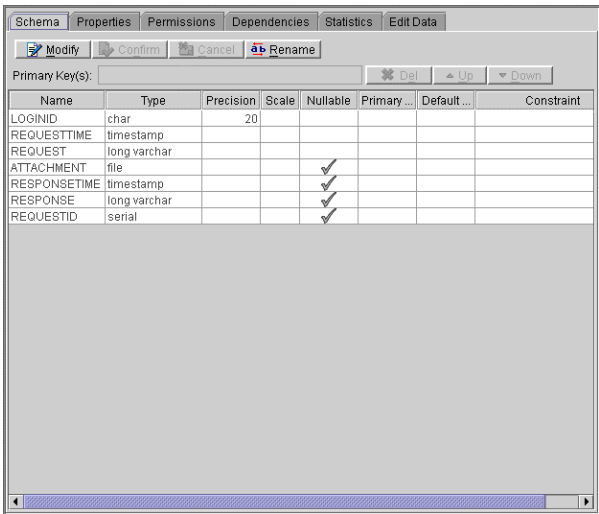 Schema Properties Permissions Dependencies Statistics Edit Data
Modify Confirm Cancel Rename
Primary Key(s): Del Up Down
Name Type Precision Scale Nullable Primary ... Default ... Constraint
LOGINID char 20
REQUESTTIME timestamp
REQUEST long varchar
ATTACHMENT file
RESPONSETIME timestamp
RESPONSE long varchar
REQUESTID serial